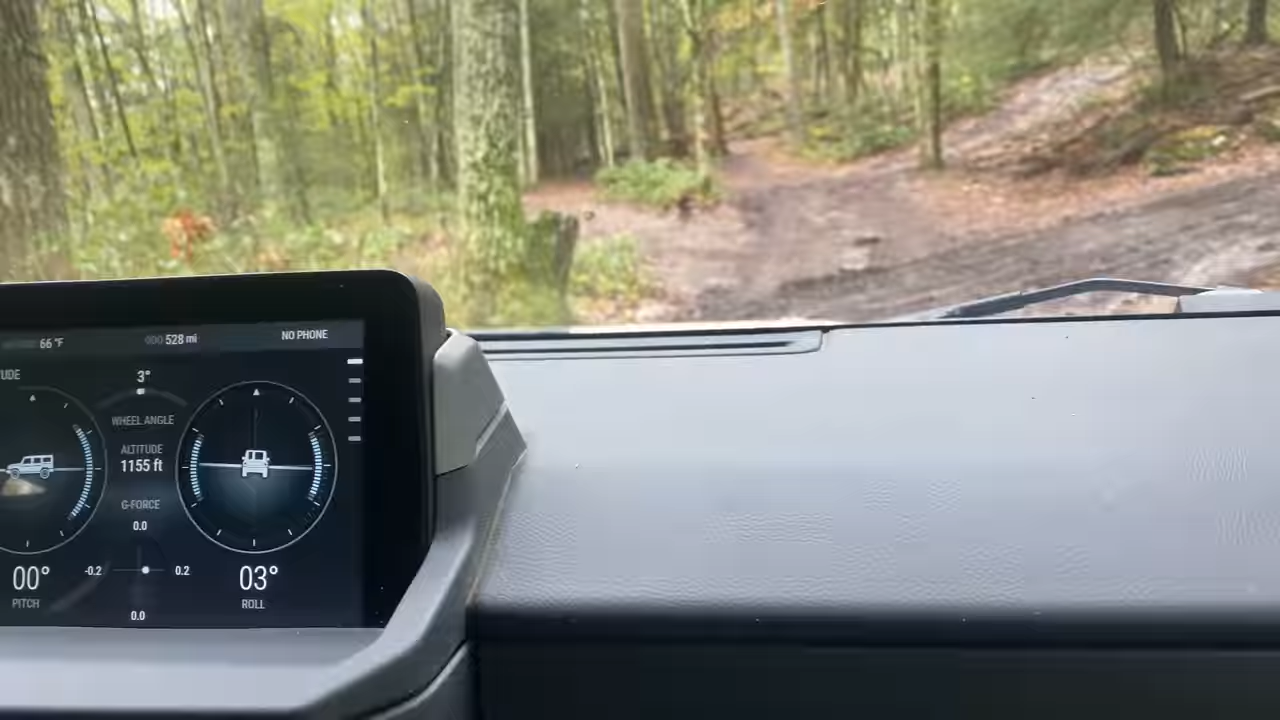 66 °F
528 mi
NO PHONE
UDE
3°
WHEEL ANGLE
ALTITUDE
1155 ft
G-FORCE
0.0
-0.2
0.2
00°
03°
PITCH
ROLL
0.0